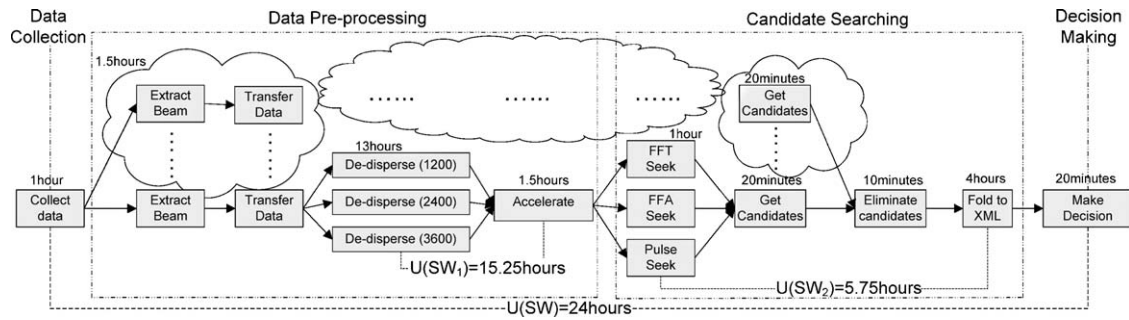 Data
Collection
Data Pre-processing
Candidate Searching
Decision
Making
1.5hours
Extract
Beam
Transfer
Data
......
......
......
20minutes
Get
Candidates
13hours
De-disperse (1200)
De-disperse (2400)
De-disperse (3600)
1hour
Collect
data
Extract
Beam
Transfer
Data
1.5hours
Accelerate
1hour
FFT
Seek
FFA
Seek
Pulse
Seek
20minutes
Get
Candidates
10minutes
Eliminate
candidates
4hours
Fold to
XML
20minutes
Make
Decision
U(SW₁)=15.25hours
U(SW₂)=5.75hours
U(SW)=24hours